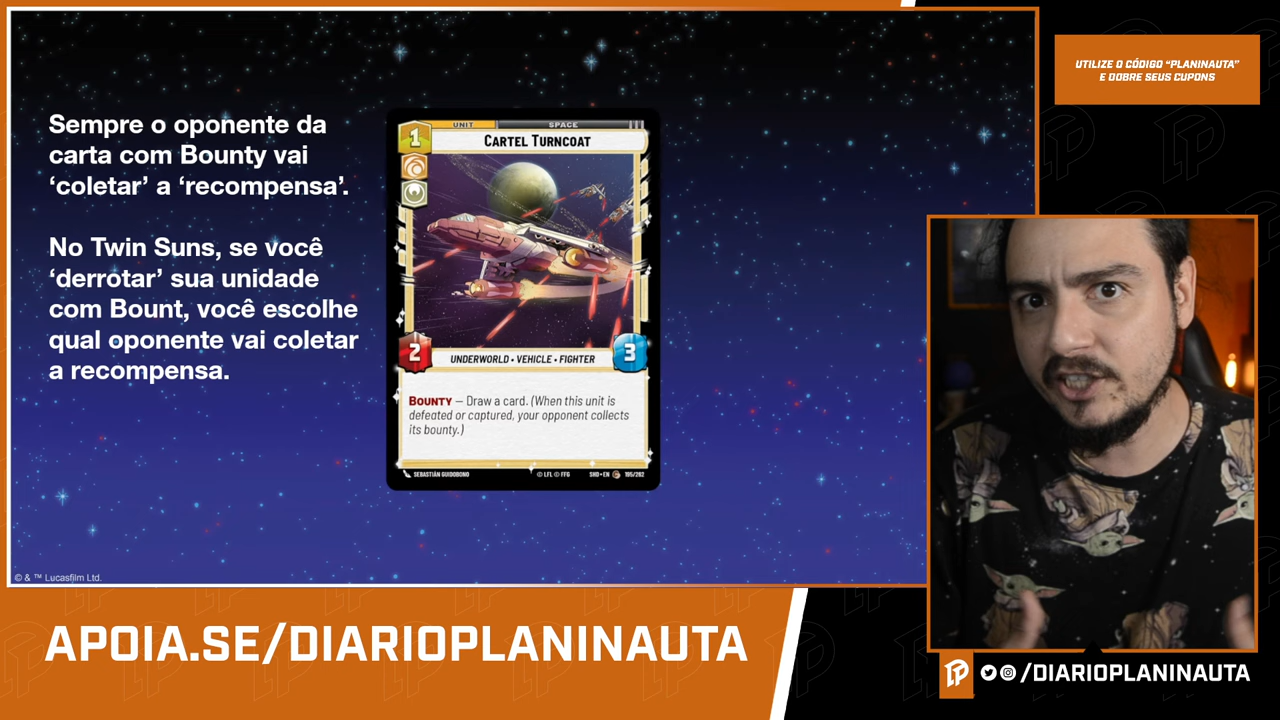 UTILIZE O CÓDIGO “PLANINAUTA”
E DOBRE SEUS CUPONS
Sempre o oponente da
carta com Bounty vai
‘coletar’ a ‘recompensa’.
No Twin Suns, se você
‘derrotar’ sua unidade
com Bount, você escolhe
qual oponente vai coletar
a recompensa.
UNIT
SPACE
1
CARTEL TURNCOAT
2
UNDERWORLD • VEHICLE • FIGHTER
3
BOUNTY — Draw a card. (When this unit is
defeated or captured, your opponent collects
its bounty.)
SEBASTIÁN GUIDOBONO
© LFL © FFG
SHD • EN
195/262
© & ™ Lucasfilm Ltd.
APOIA.SE/DIARIOPLANINAUTA
/DIARIOPLANINAUTA